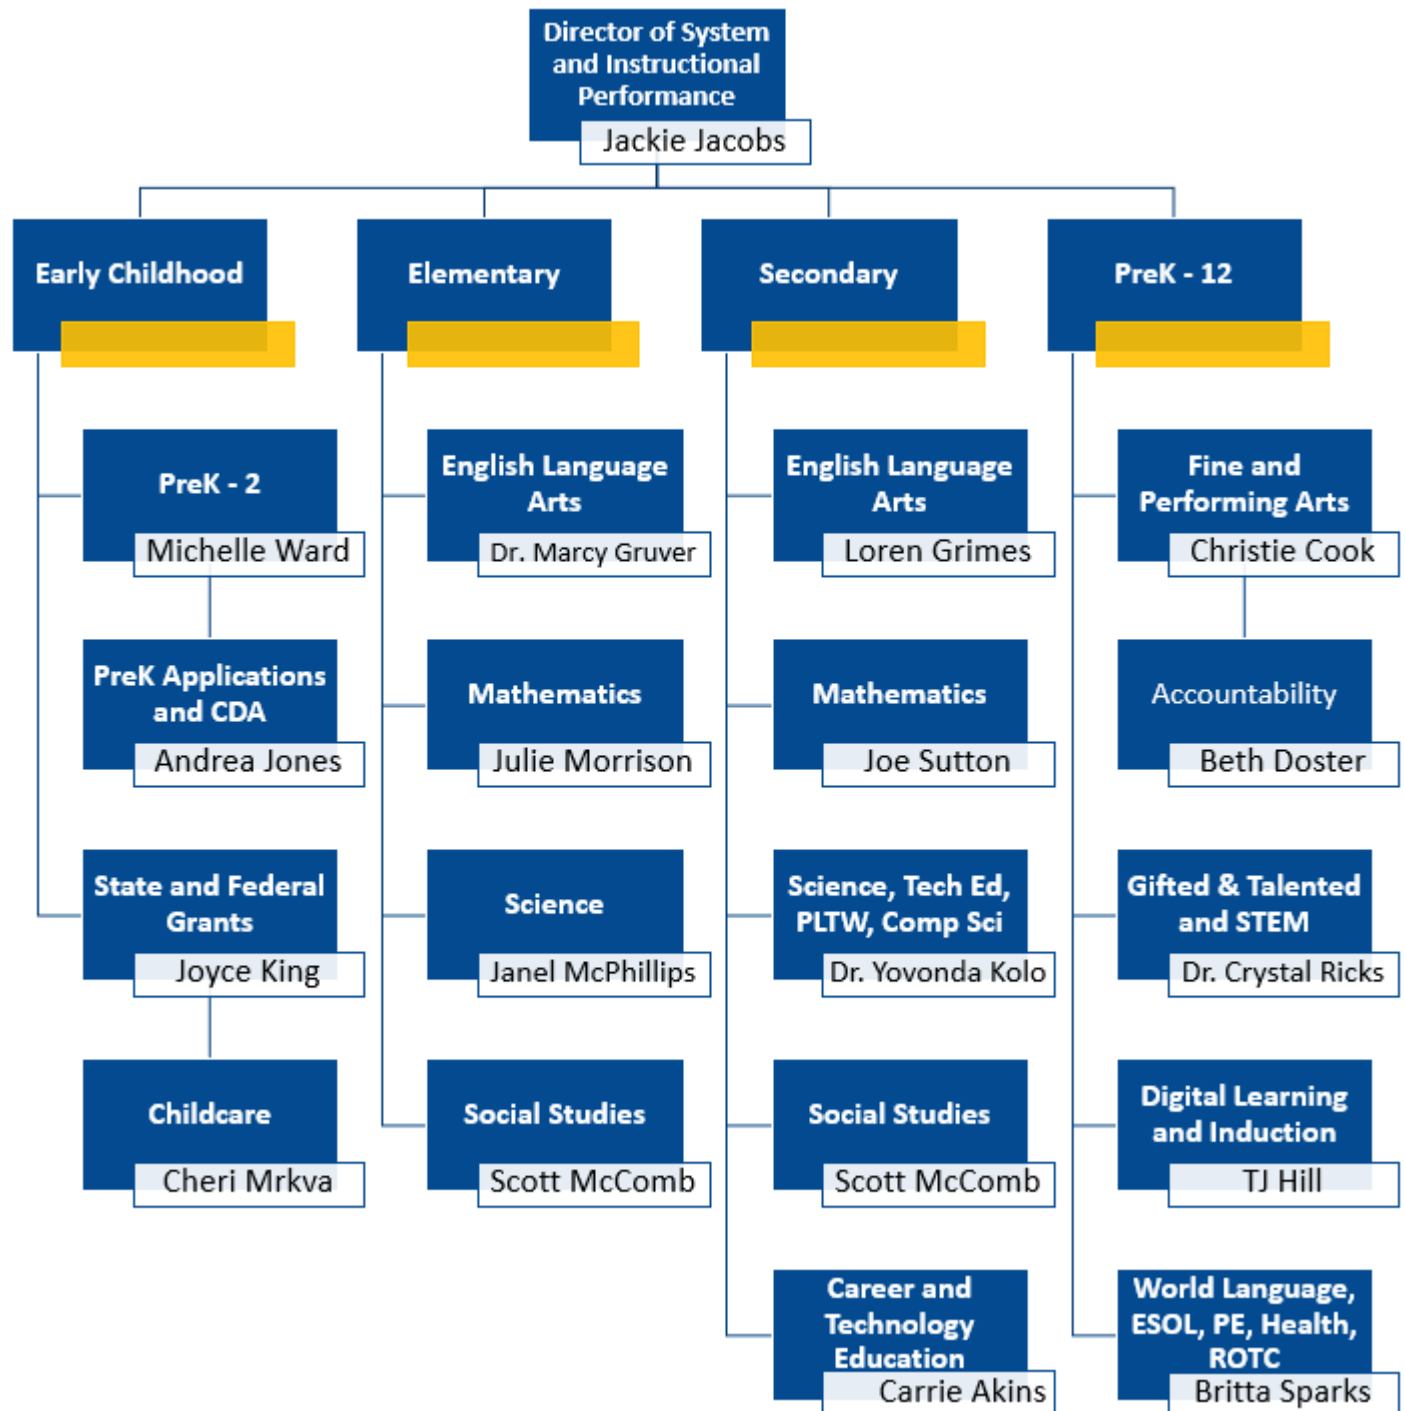 Director of System
and Instructional
Performance
Jackie Jacobs
Early Childhood
Elementary
Secondary
PreK - 12
PreK - 2
Michelle Ward
PreK Applications
and CDA
Andrea Jones
State and Federal
Grants
Joyce King
Childcare
Cheri Mrkva
English Language
Arts
Dr. Marcy Gruver
Mathematics
Julie Morrison
Science
Janel McPhillips
Social Studies
Scott McComb
English Language
Arts
Loren Grimes
Mathematics
Joe Sutton
Science, Tech Ed,
PLTW, Comp Sci
Dr. Yovonda Kolo
Social Studies
Scott McComb
Career and
Technology
Education
Carrie Akins
Fine and
Performing Arts
Christie Cook
Accountability
Beth Doster
Gifted & Talented
and STEM
Dr. Crystal Ricks
Digital Learning
and Induction
TJ Hill
World Language,
ESOL, PE, Health,
ROTC
Britta Sparks